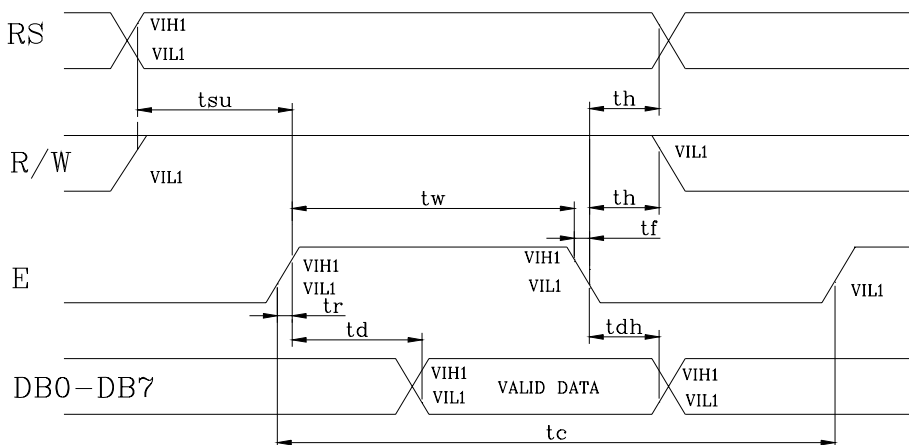 RS
VIH1
VIL1
tsu
th
R/W
VIL1
VIL1
tw
th
tf
E
VIH1
VIL1
VIH1
VIL1
VIL1
tr
td
tdh
DB0-DB7
VIH1
VIL1
VALID DATA
VIH1
VIL1
tc